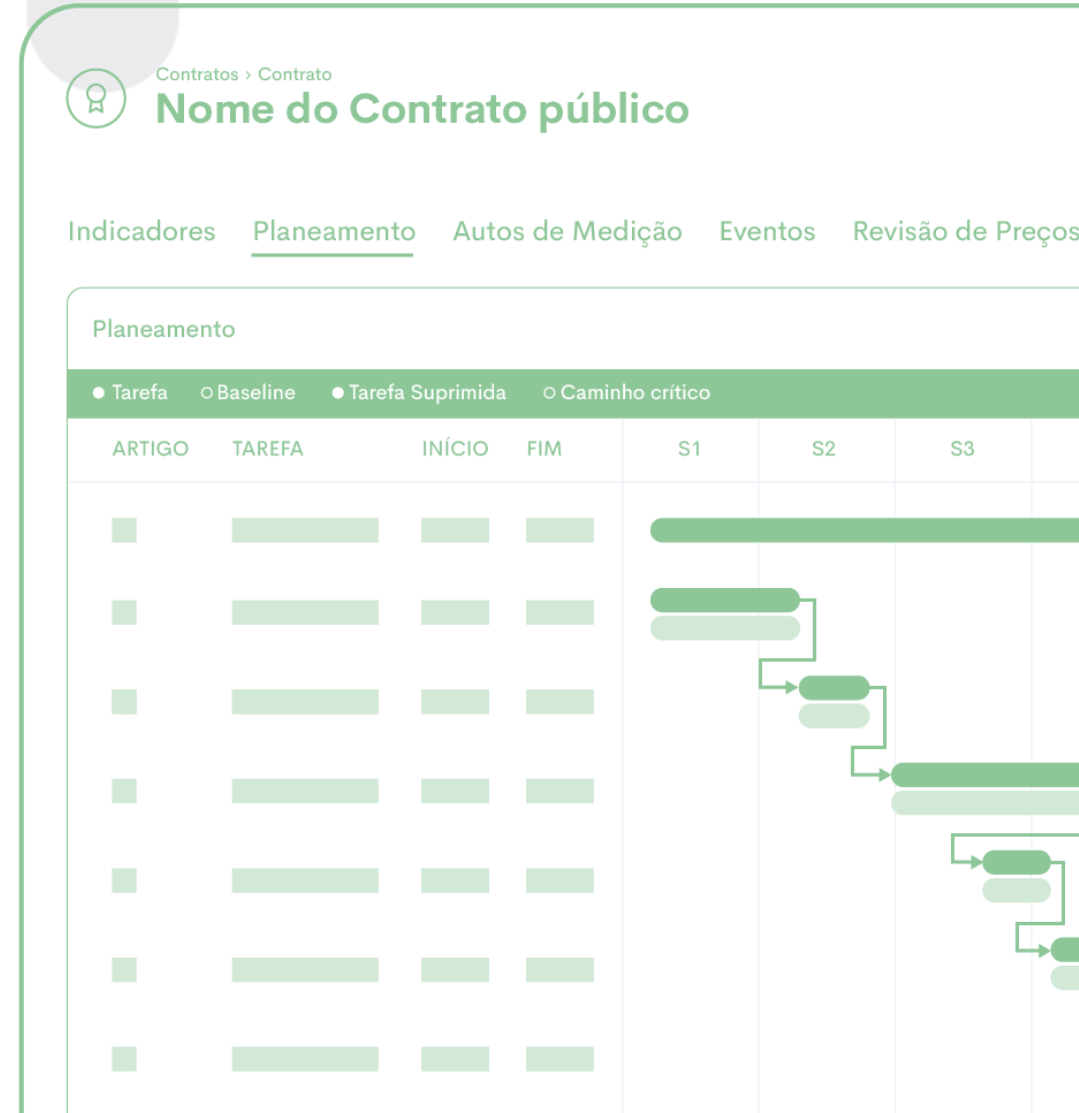 Contratos > Contrato
Nome do Contrato público
Indicadores Planeamento Autos de Medição Eventos Revisão de Preços
Planeamento
Tarefa Baseline Tarefa Suprimida Caminho crítico
ARTIGO TAREFA INÍCIO FIM S1 S2 S3